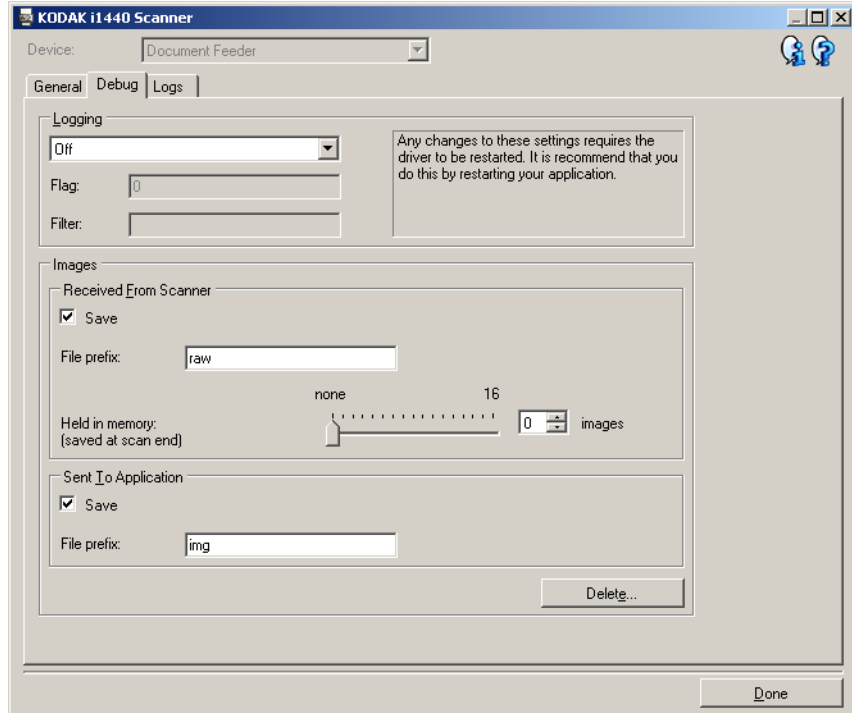 KODAK i1440 Scanner
Device: Document Feeder
General Debug Logs
Logging
Off
Any changes to these settings requires the
driver to be restarted. It is recommend that you
do this by restarting your application.
Flag: 0
Filter:
Images
Received From Scanner
Save
File prefix: raw
none 16
Held in memory: 0 images
(saved at scan end)
Sent To Application
Save
File prefix: img
Delete...
Done